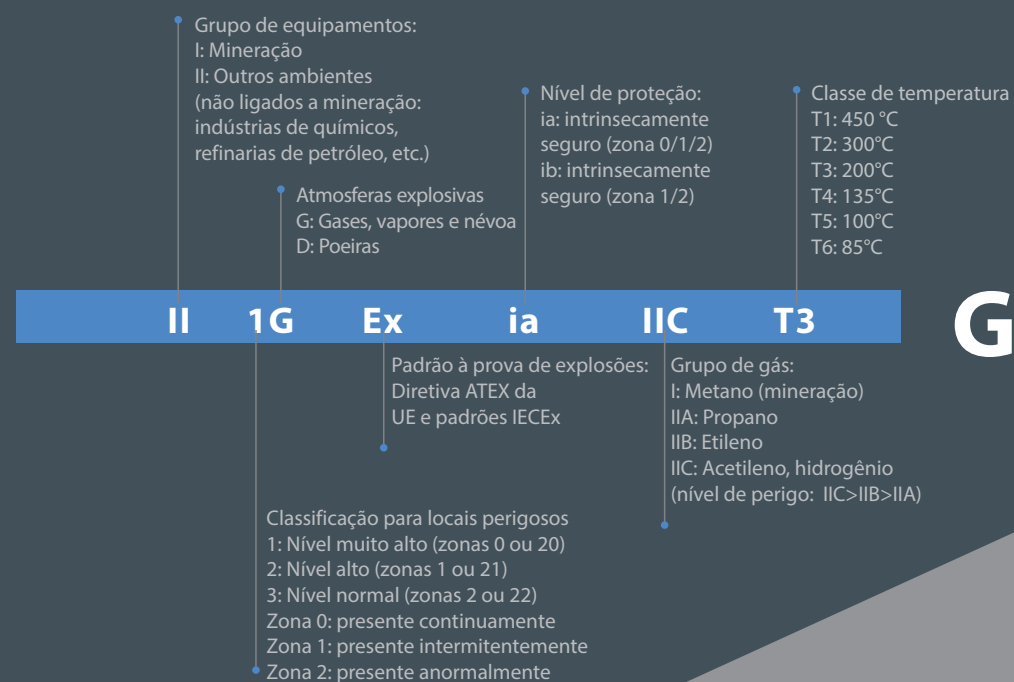 Grupo de equipamentos:
I: Mineração
II: Outros ambientes
(não ligados a mineração:
indústrias de químicos,
refinarias de petróleo, etc.)
Atmosferas explosivas
G: Gases, vapores e névoa
D: Poeiras
Nível de proteção:
ia: intrinsecamente
seguro (zona 0/1/2)
ib: intrinsecamente
seguro (zona 1/2)
Classe de temperatura
T1: 450 °C
T2: 300°C
T3: 200°C
T4: 135°C
T5: 100°C
T6: 85°C
II 1G Ex ia IIC T3
G
Padrão à prova de explosões:
Diretiva ATEX da
UE e padrões IECEx
Grupo de gás:
I: Metano (mineração)
IIA: Propano
IIB: Etileno
IIC: Acetileno, hidrogênio
(nível de perigo: IIC>IIB>IIA)
Classificação para locais perigosos
1: Nível muito alto (zonas 0 ou 20)
2: Nível alto (zonas 1 ou 21)
3: Nível normal (zonas 2 ou 22)
Zona 0: presente continuamente
Zona 1: presente intermitentemente
Zona 2: presente anormalmente